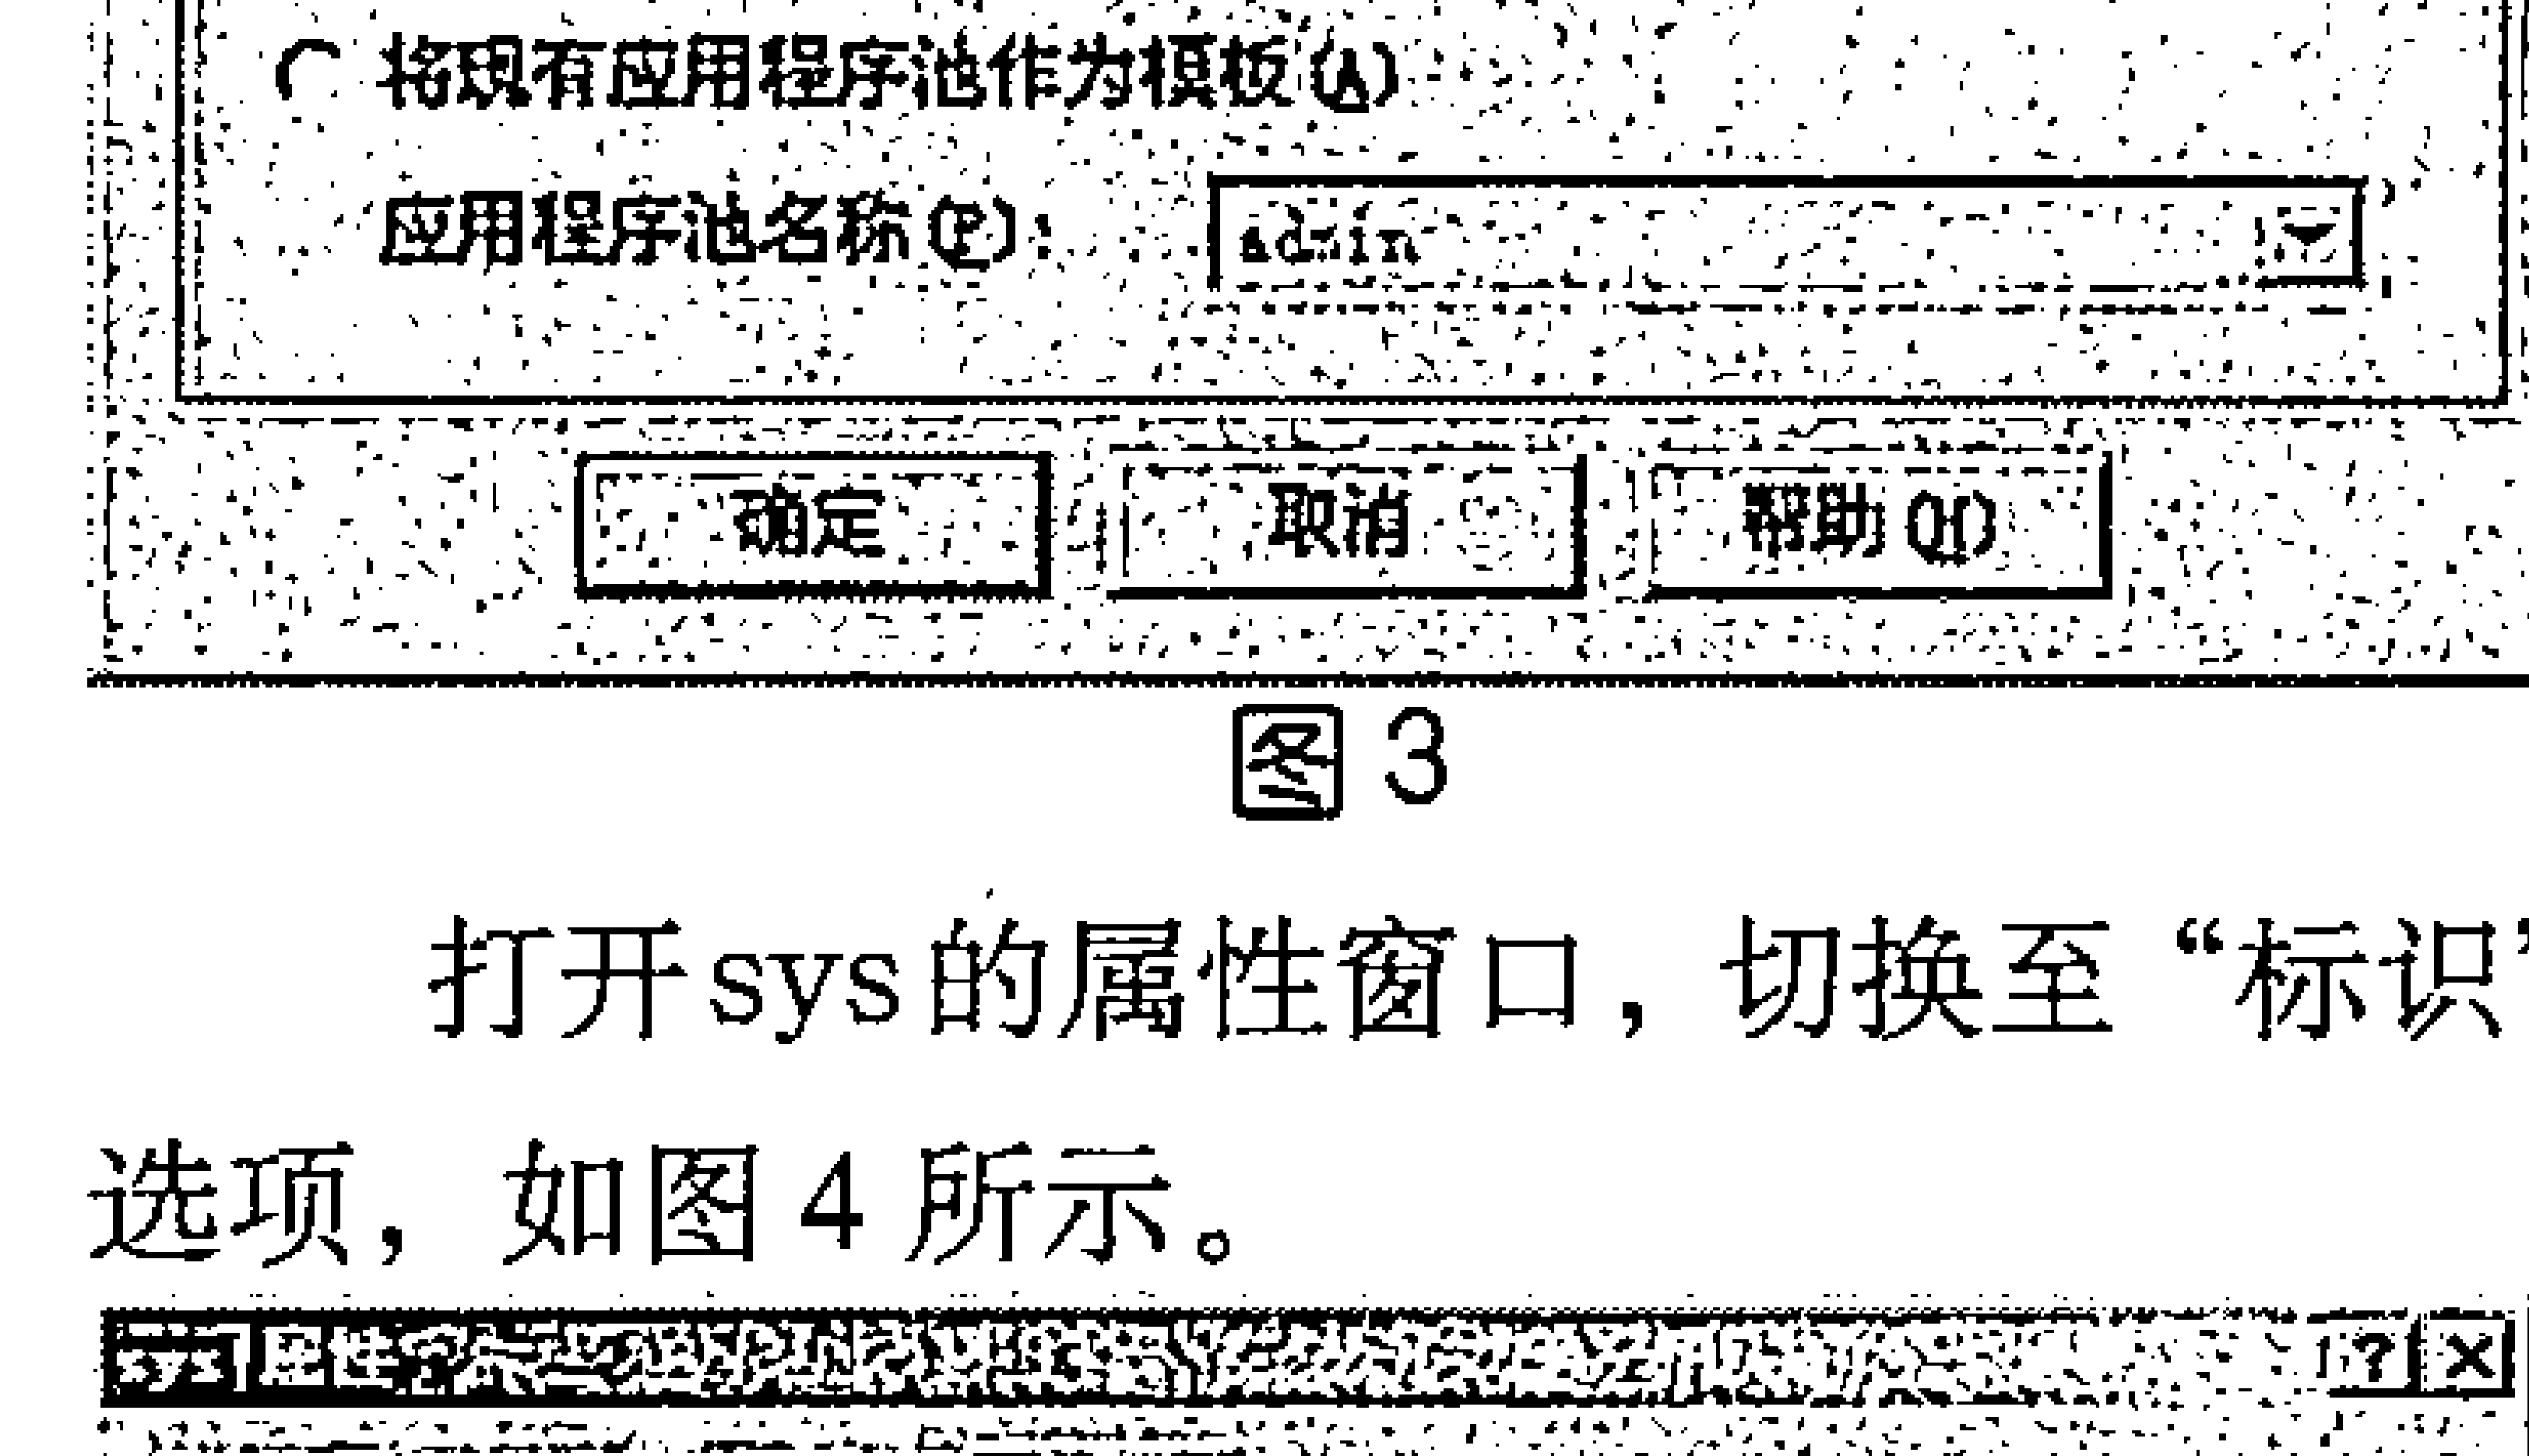 将现有应用程序池作为模板(A)
应用程序池名称(P): Admin
确定 取消 帮助(H)
图 3
打开sys的属性窗口，切换至“标识”
选项，如图 4 所示。
? ×